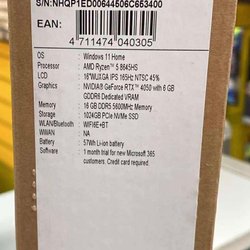 S/N:NHQP1ED00644506C653400
EAN:
4 711474 040305
OS : Windows 11 Home
Processor : AMD Ryzen™ 5 8645HS
LCD : 16"WUXGA IPS 165Hz NTSC 45%
Graphics : NVIDIA® GeForce RTX™ 4050 with 6 GB
GDDR6 Dedicated VRAM
Memory : 16 GB DDR5 5600MHz Memory
Storage : 1024GB PCIe NVMe SSD
WLAN/BT : WIFI6E+BT
WWAN : NA
Battery : 57Wh Li-ion battery
Software : 1 month trial for new Microsoft 365
customers. Credit card required.